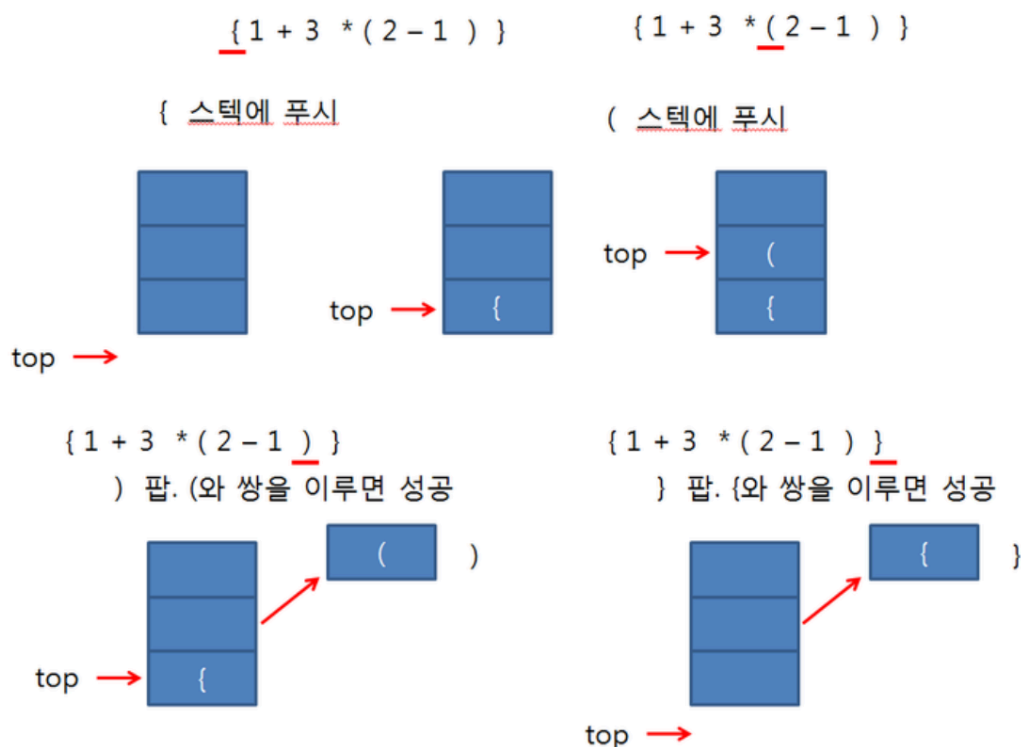 { 1 + 3 * ( 2 – 1 ) }
{ 스텍에 푸시
top
top
{
{ 1 + 3 * ( 2 – 1 ) }
( 스텍에 푸시
top
(
{
{ 1 + 3 * ( 2 – 1 ) }
) 팝. (와 쌍을 이루면 성공
( )
top
{
{ 1 + 3 * ( 2 – 1 ) }
} 팝. {와 쌍을 이루면 성공
{ }
top